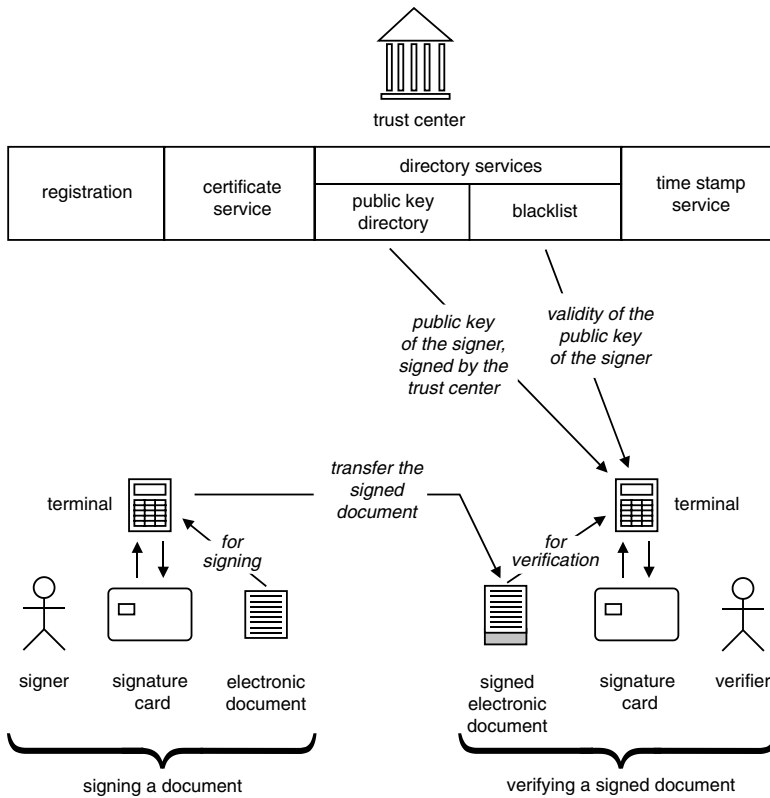 trust center
registration
certificate
service
directory services
public key
directory
blacklist
time stamp
service
public key
of the signer,
signed by the
trust center
validity of the
public key
of the signer
terminal
transfer the
signed
document
terminal
for
signing
for
verification
signer
signature
card
electronic
document
signed
electronic
document
signature
card
verifier
signing a document
verifying a signed document